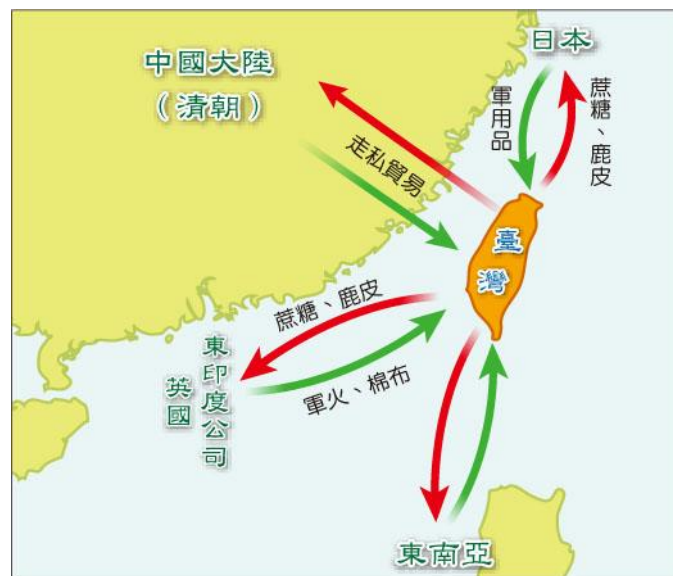 中國大陸
（清朝）
日本
軍用品
蔗糖、鹿皮
走私貿易
臺灣
蔗糖、鹿皮
軍火、棉布
英國
東印度公司
東南亞